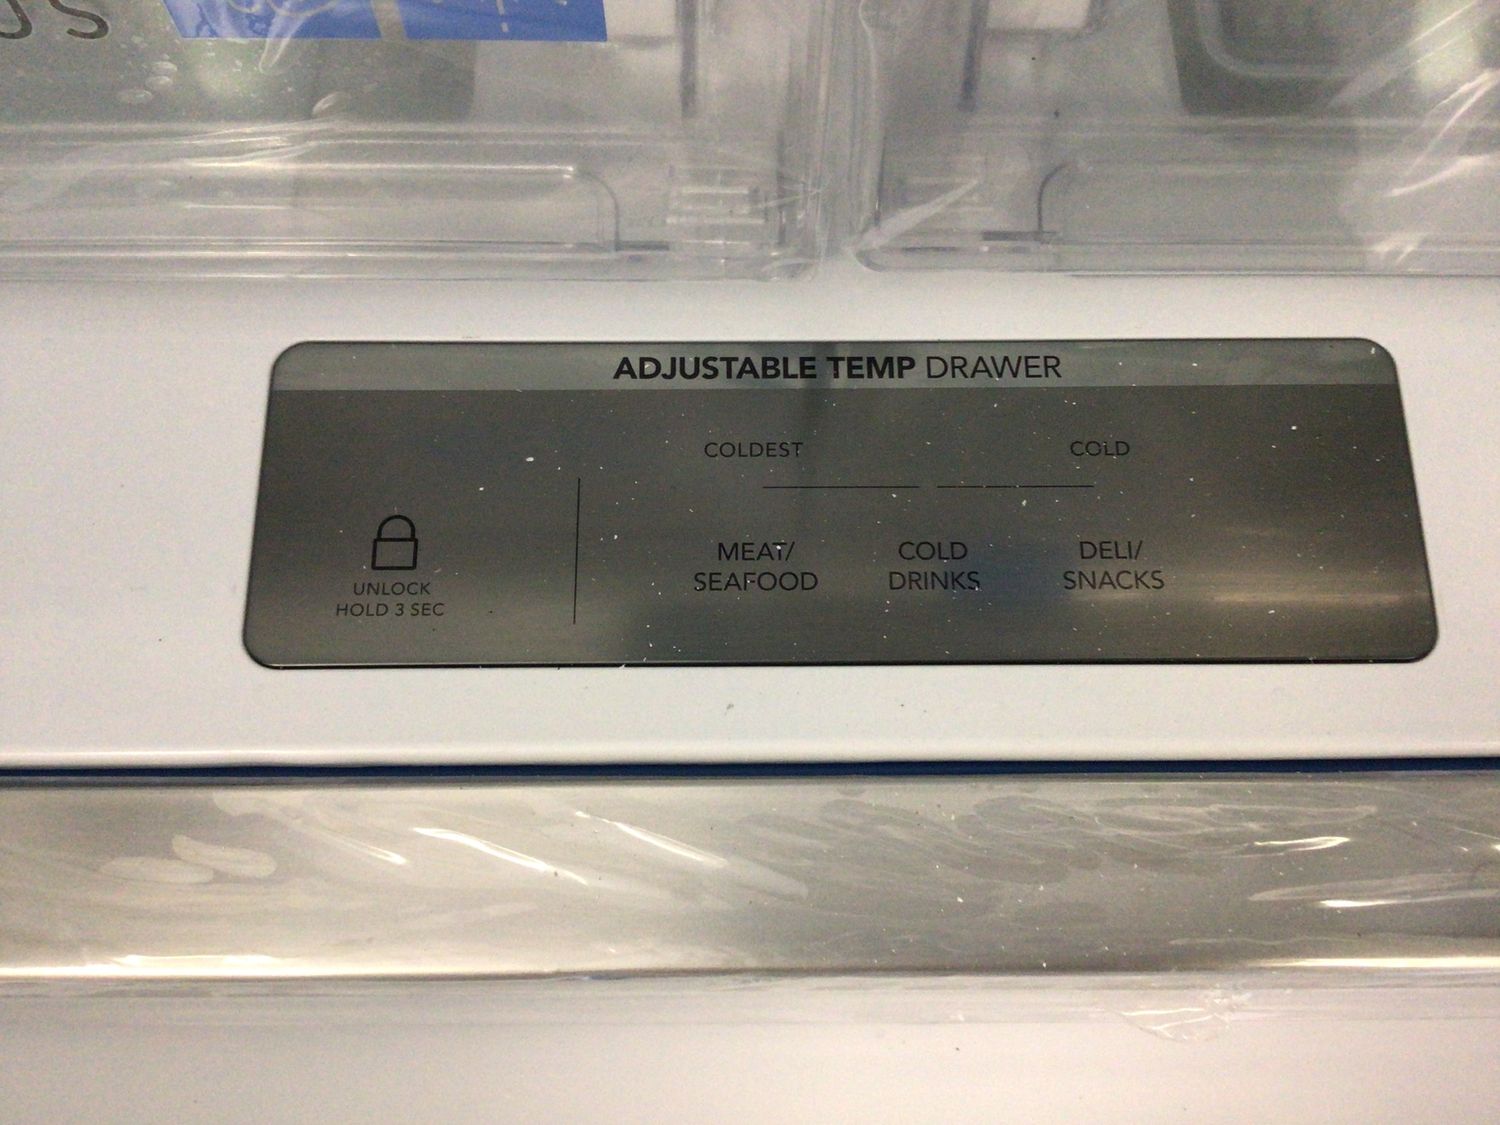 ADJUSTABLE TEMP DRAWER
COLDEST COLD
MEAT/ COLD DELI/
SEAFOOD DRINKS SNACKS
UNLOCK
HOLD 3 SEC